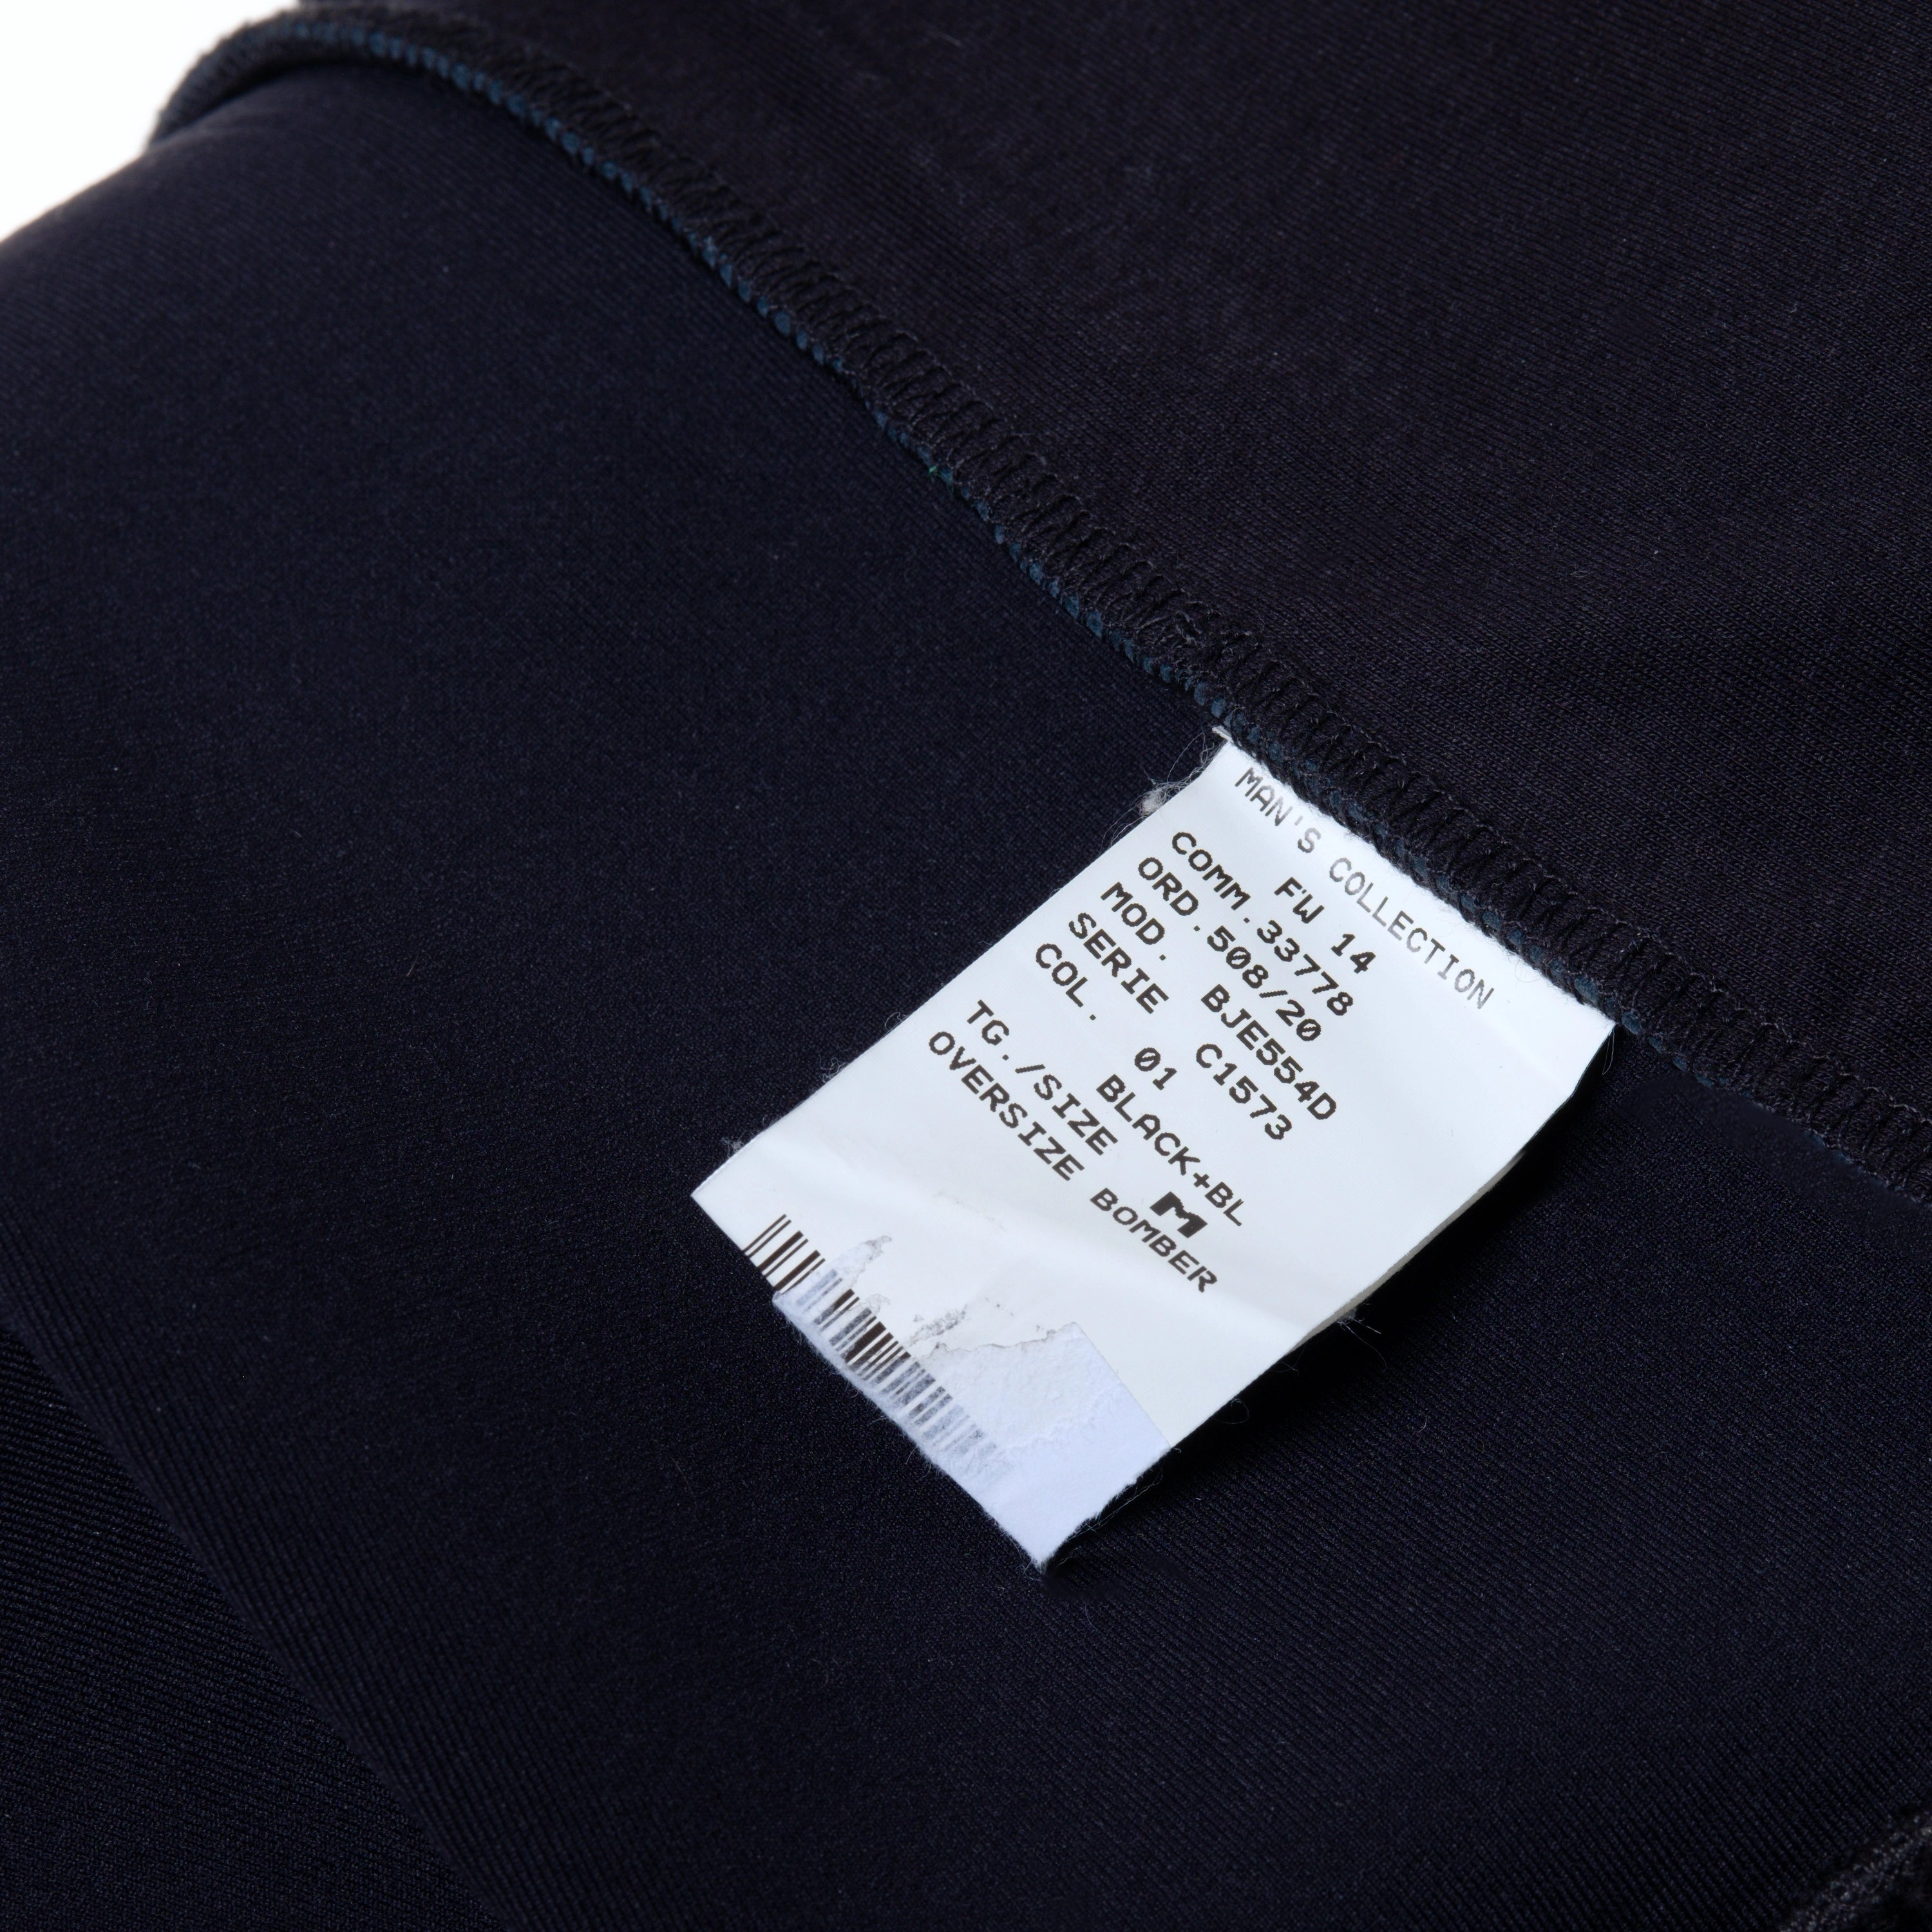 MAN'S COLLECTION
FW 14
COMM.33778
ORD.508/20
MOD. BJE554D
SERIE C1573
COL. 01
BLACK+BL
TG./SIZE M
OVERSIZE BOMBER